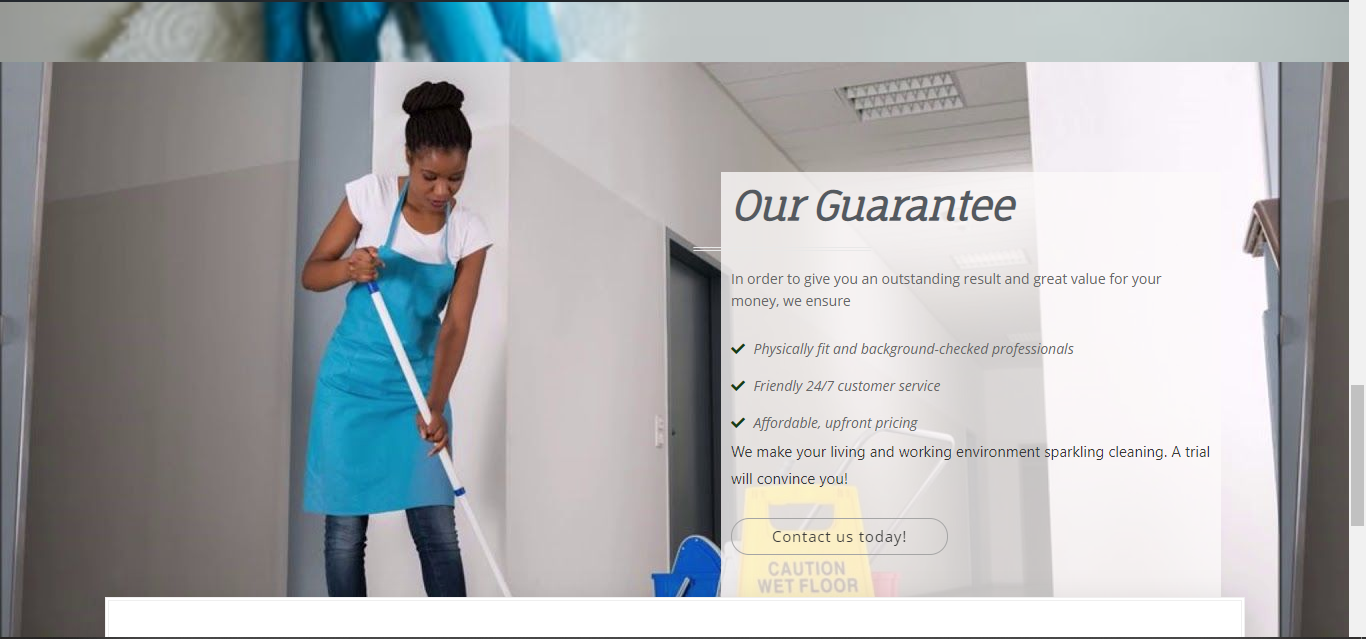 Our Guarantee
In order to give you an outstanding result and great value for your
money, we ensure
Physically fit and background-checked professionals
Friendly 24/7 customer service
Affordable, upfront pricing
We make your living and working environment sparkling cleaning. A trial
will convince you!
Contact us today!
CAUTION
WET FLOOR